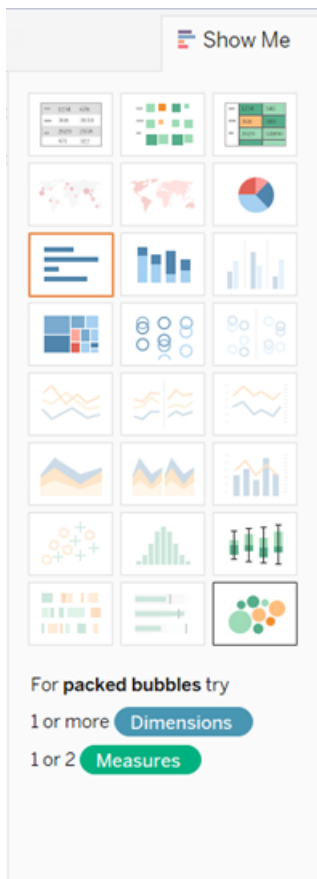 Show Me
For packed bubbles try
1 or more Dimensions
1 or 2 Measures